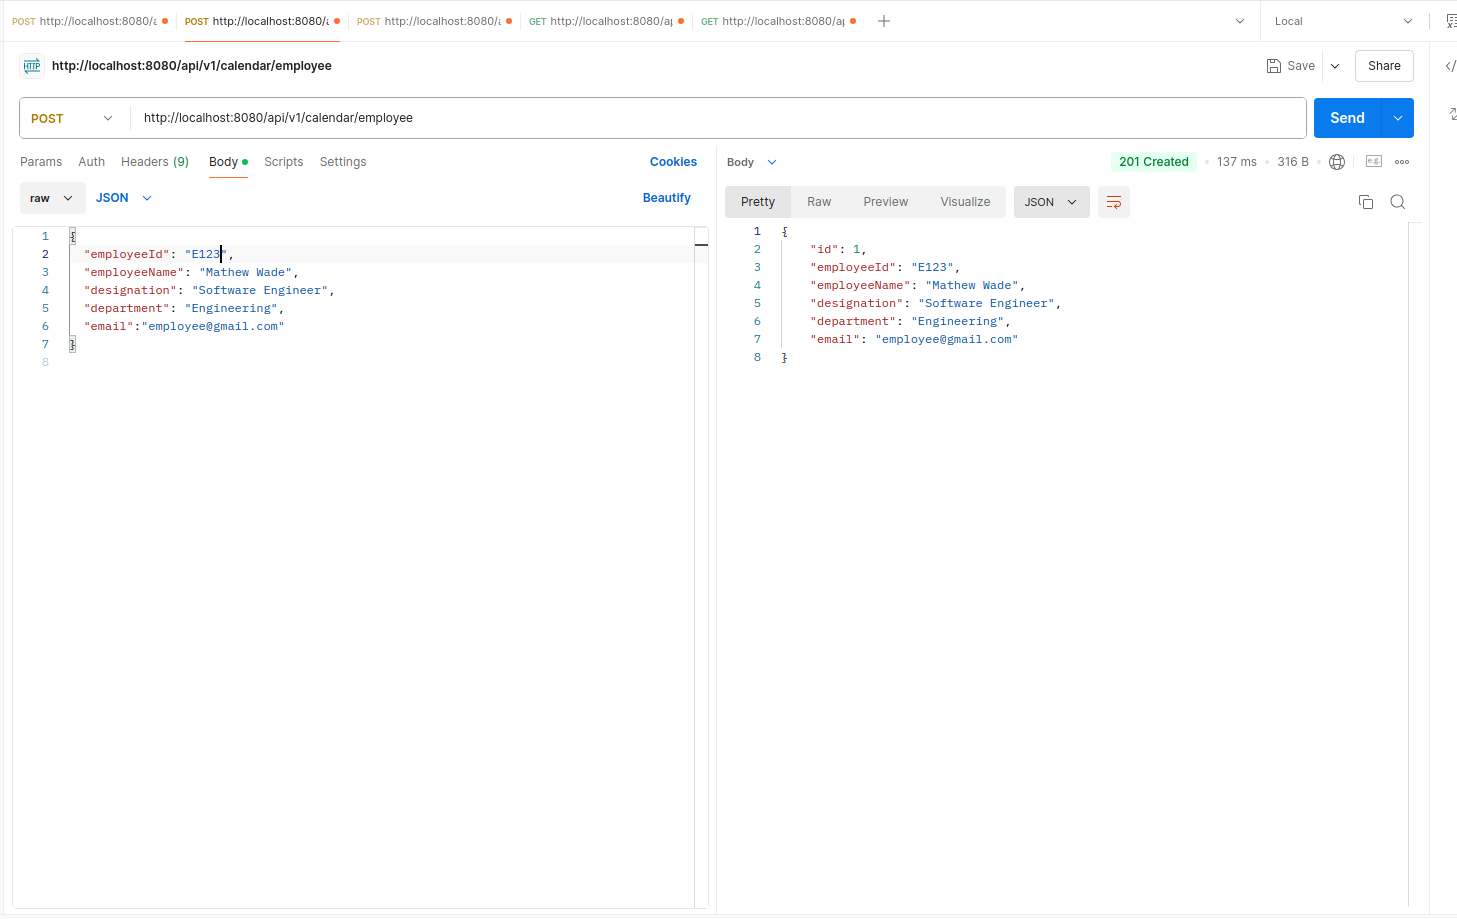 POST http://localhost:8080/a POST http://localhost:8080/a POST http://localhost:8080/a GET http://localhost:8080/ap GET http://localhost:8080/ap Local
HTTP http://localhost:8080/api/v1/calendar/employee Save Share </
POST http://localhost:8080/api/v1/calendar/employee Send
Params Auth Headers (9) Body Scripts Settings Cookies
Body 201 Created 137 ms 316 B e.g.
raw JSON Beautify
Pretty Raw Preview Visualize JSON
1 {
2 "employeeId": "E123",
3 "employeeName": "Mathew Wade",
4 "designation": "Software Engineer",
5 "department": "Engineering",
6 "email":"employee@gmail.com"
7 }
8
1 {
2 "id": 1,
3 "employeeId": "E123",
4 "employeeName": "Mathew Wade",
5 "designation": "Software Engineer",
6 "department": "Engineering",
7 "email": "employee@gmail.com"
8 }